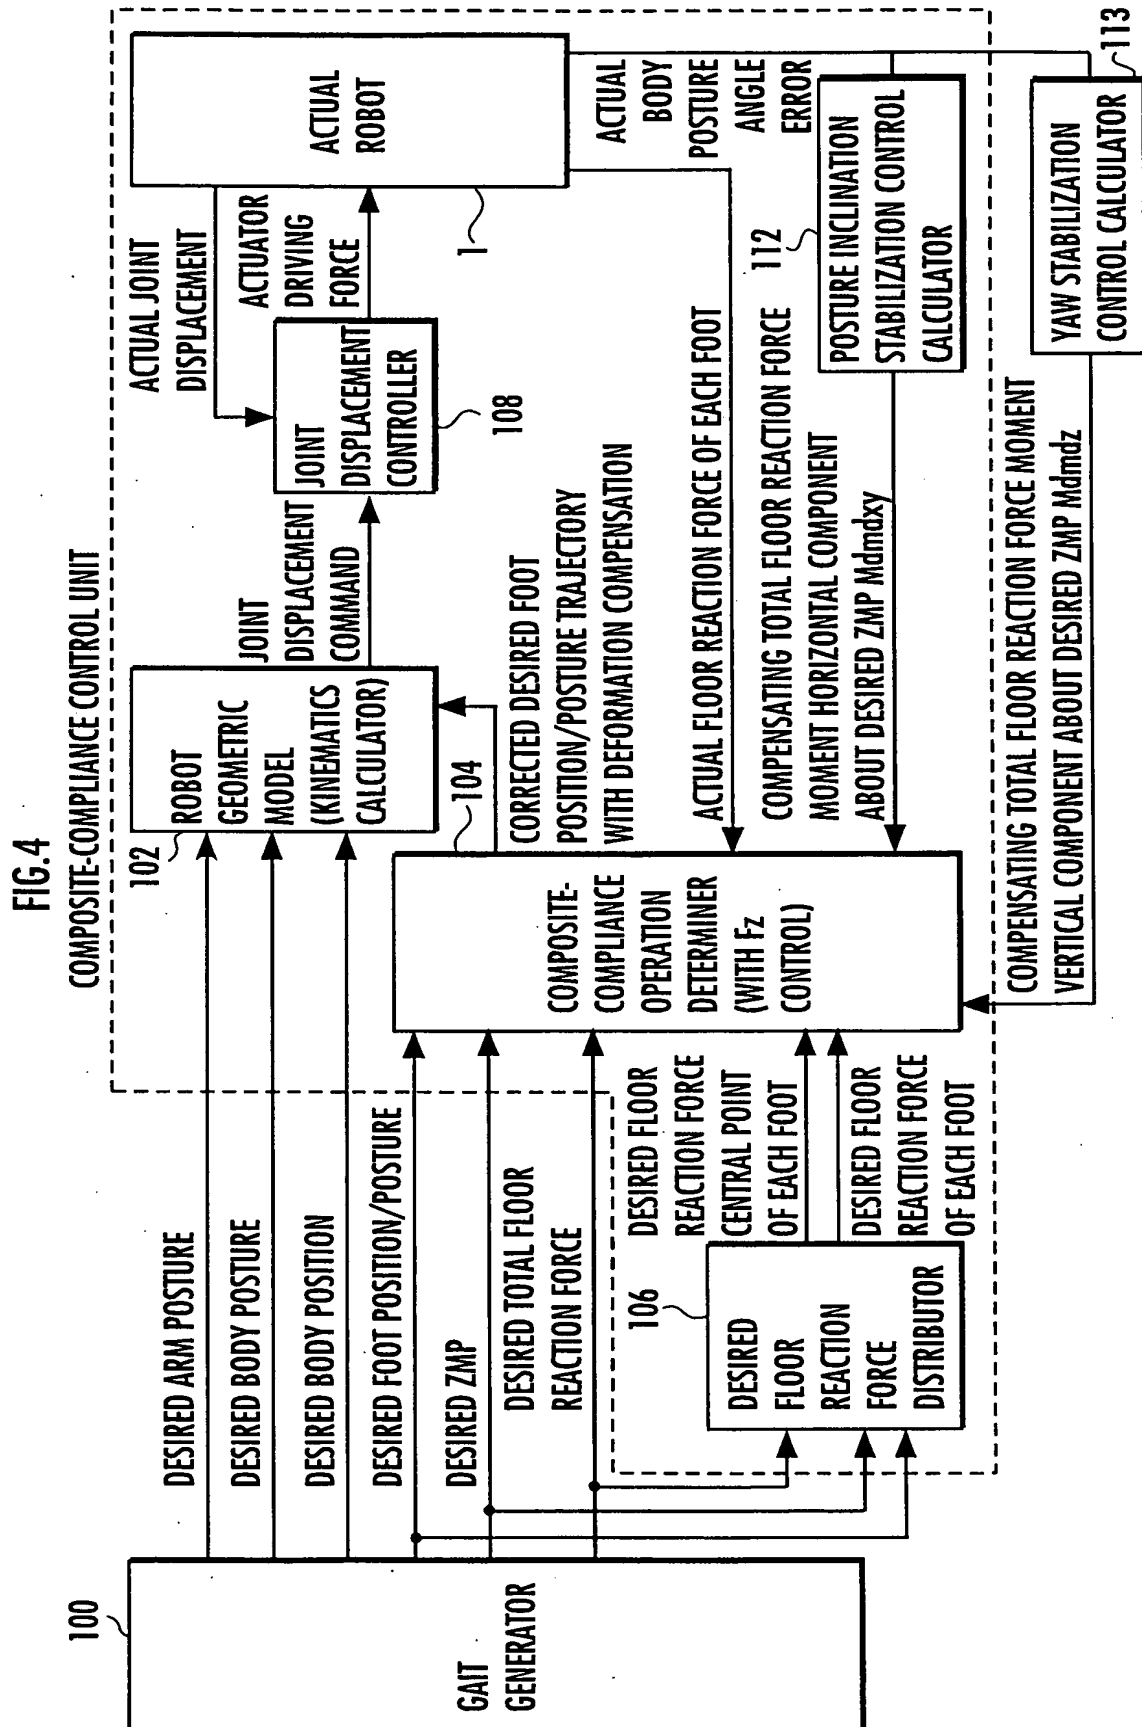 FIG.4
COMPOSITE-COMPLIANCE CONTROL UNIT
100
GAIT
GENERATOR
DESIRED ARM POSTURE
DESIRED BODY POSTURE
DESIRED BODY POSITION
DESIRED FOOT POSITION/POSTURE
DESIRED ZMP
DESIRED TOTAL FLOOR
REACTION FORCE
102
ROBOT
GEOMETRIC
MODEL
(KINEMATICS
CALCULATOR)
JOINT
DISPLACEMENT
COMMAND
JOINT
DISPLACEMENT
CONTROLLER
108
ACTUAL JOINT
DISPLACEMENT
ACTUATOR
DRIVING
FORCE
ACTUAL
ROBOT
1
104
CORRECTED DESIRED FOOT
POSITION/POSTURE TRAJECTORY
WITH DEFORMATION COMPENSATION
COMPOSITE-
COMPLIANCE
OPERATION
DETERMINER
(WITH Fz
CONTROL)
106
DESIRED
FLOOR
REACTION
FORCE
DISTRIBUTOR
DESIRED FLOOR
REACTION FORCE
CENTRAL POINT
OF EACH FOOT
DESIRED FLOOR
REACTION FORCE
OF EACH FOOT
ACTUAL FLOOR REACTION FORCE OF EACH FOOT
COMPENSATING TOTAL FLOOR REACTION FORCE
MOMENT HORIZONTAL COMPONENT
ABOUT DESIRED ZMP Mdmdxy
112
POSTURE INCLINATION
STABILIZATION CONTROL
CALCULATOR
ACTUAL
BODY
POSTURE
ANGLE
ERROR
COMPENSATING TOTAL FLOOR REACTION FORCE MOMENT
VERTICAL COMPONENT ABOUT DESIRED ZMP Mdmdz
YAW STABILIZATION
CONTROL CALCULATOR
113